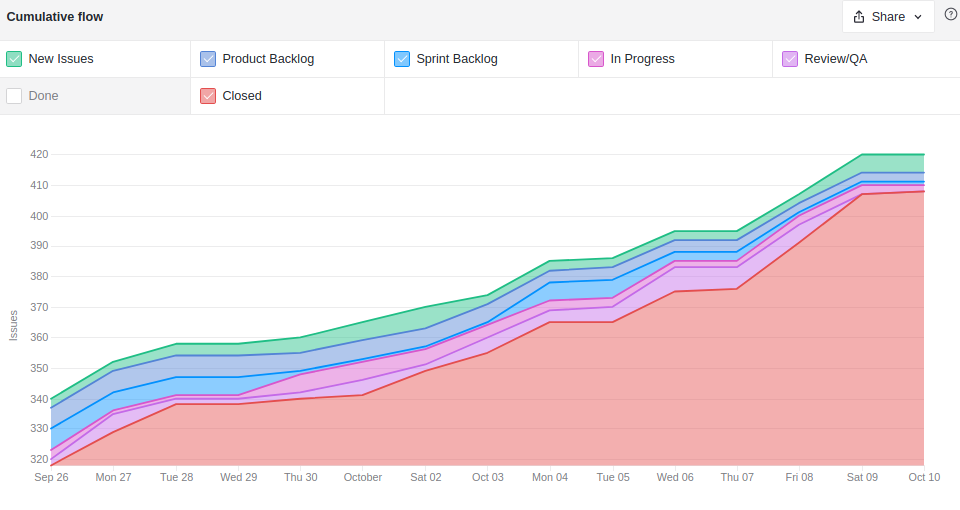 Cumulative flow
Share
?
New Issues
Product Backlog
Sprint Backlog
In Progress
Review/QA
Done
Closed
420
410
400
390
380
370
360
350
340
330
320
Issues
Sep 26
Mon 27
Tue 28
Wed 29
Thu 30
October
Sat 02
Oct 03
Mon 04
Tue 05
Wed 06
Thu 07
Fri 08
Sat 09
Oct 10